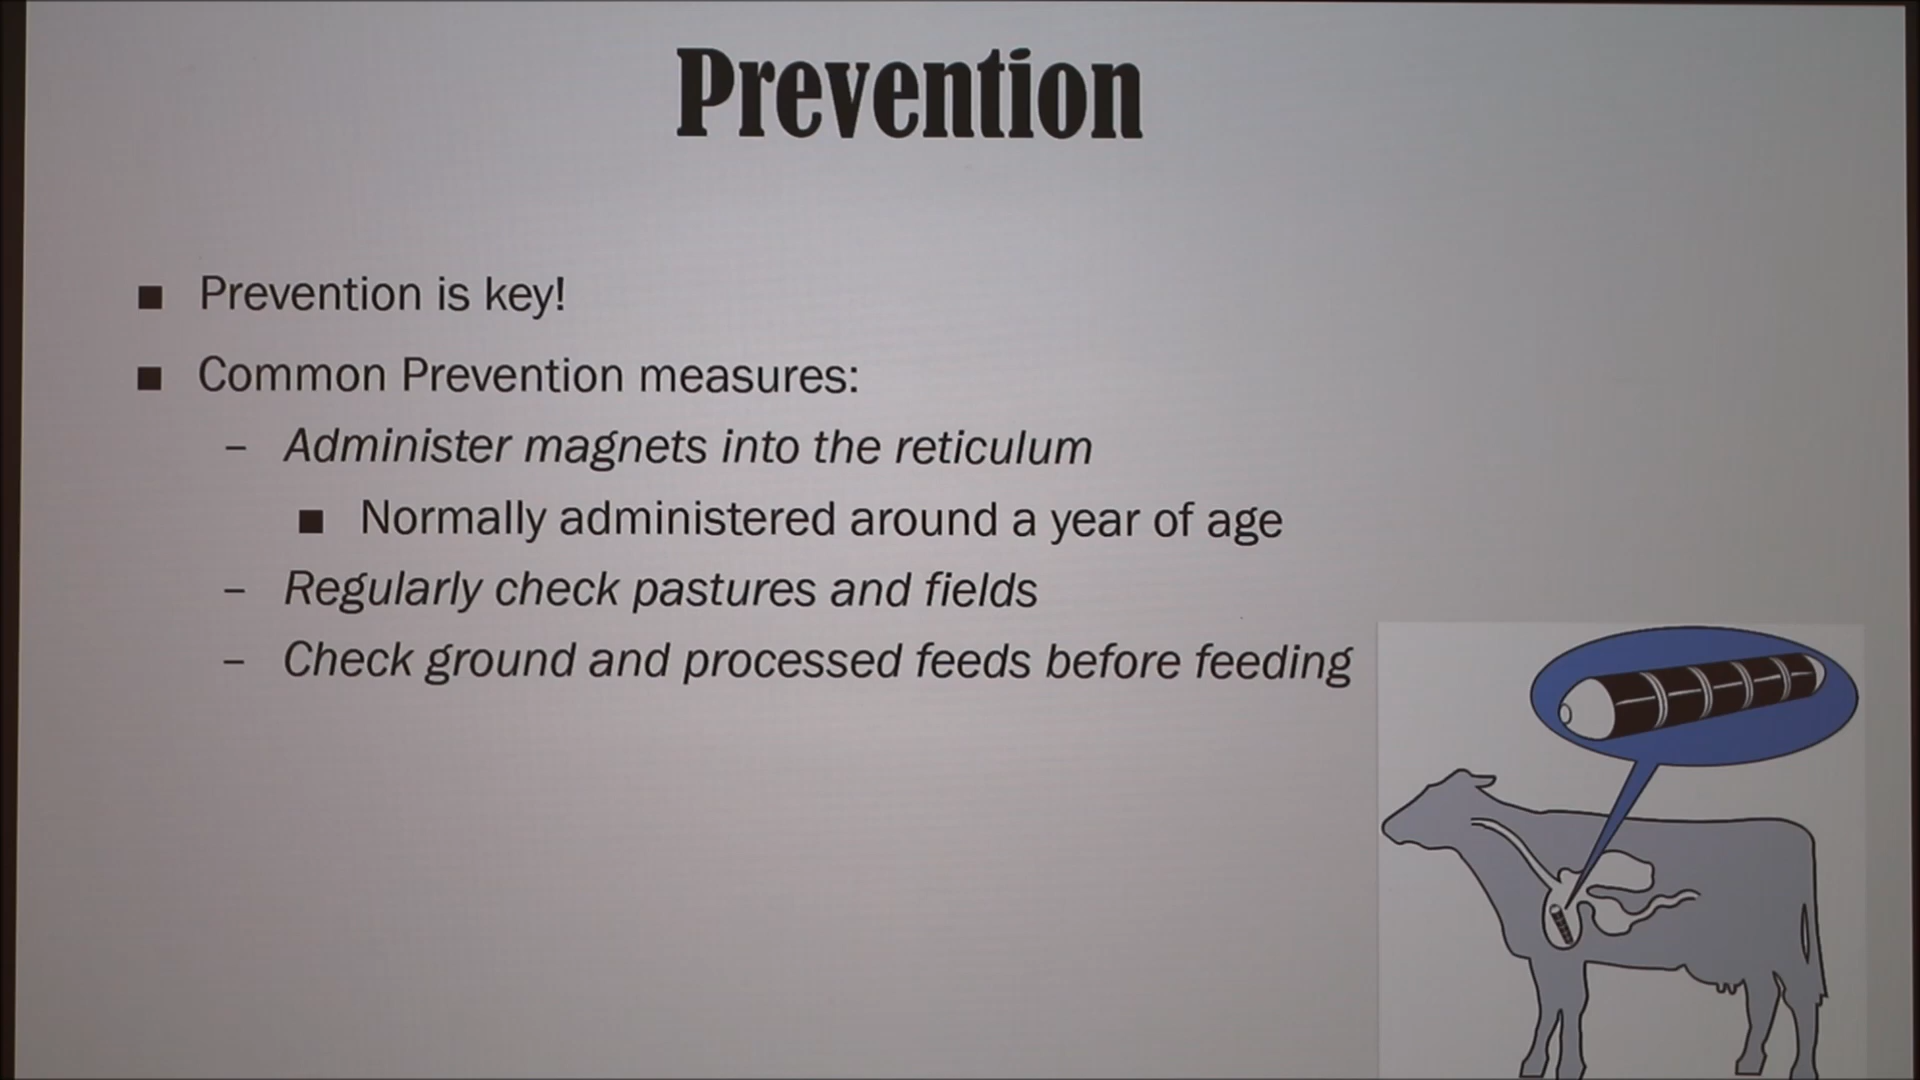 Prevention
■ Prevention is key!
■ Common Prevention measures:
– Administer magnets into the reticulum
■ Normally administered around a year of age
– Regularly check pastures and fields
– Check ground and processed feeds before feeding